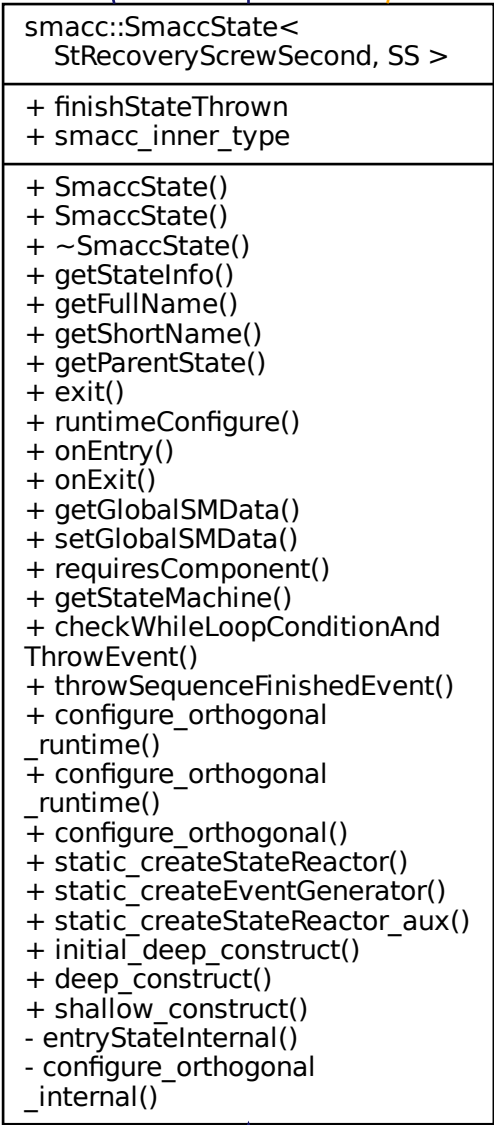 smacc::SmaccState<
StRecoveryScrewSecond, SS >
+ finishStateThrown
+ smacc_inner_type
+ SmaccState()
+ SmaccState()
+ ~SmaccState()
+ getStateInfo()
+ getFullName()
+ getShortName()
+ getParentState()
+ exit()
+ runtimeConfigure()
+ onEntry()
+ onExit()
+ getGlobalSMData()
+ setGlobalSMData()
+ requiresComponent()
+ getStateMachine()
+ checkWhileLoopConditionAnd
ThrowEvent()
+ throwSequenceFinishedEvent()
+ configure_orthogonal
_runtime()
+ configure_orthogonal
_runtime()
+ configure_orthogonal()
+ static_createStateReactor()
+ static_createEventGenerator()
+ static_createStateReactor_aux()
+ initial_deep_construct()
+ deep_construct()
+ shallow_construct()
- entryStateInternal()
- configure_orthogonal
_internal()